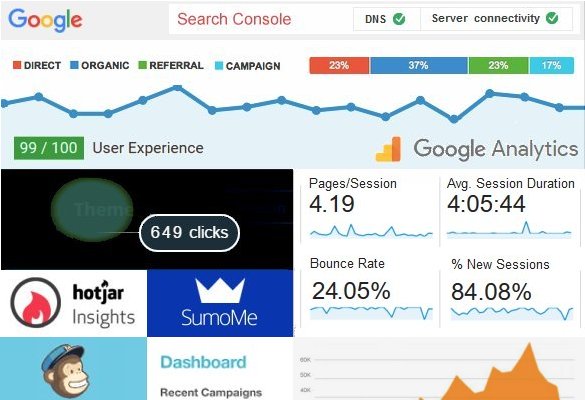 Google
Search Console
DNS
Server connectivity
DIRECT ORGANIC REFERRAL CAMPAIGN
23% 37% 23% 17%
99 / 100 User Experience
Google Analytics
Theme
649 clicks
Pages/Session
4.19
Avg. Session Duration
4:05:44
Bounce Rate
24.05%
% New Sessions
84.08%
hotjar
Insights
SumoMe
Dashboard
Recent Campaigns
60K
50K
40K